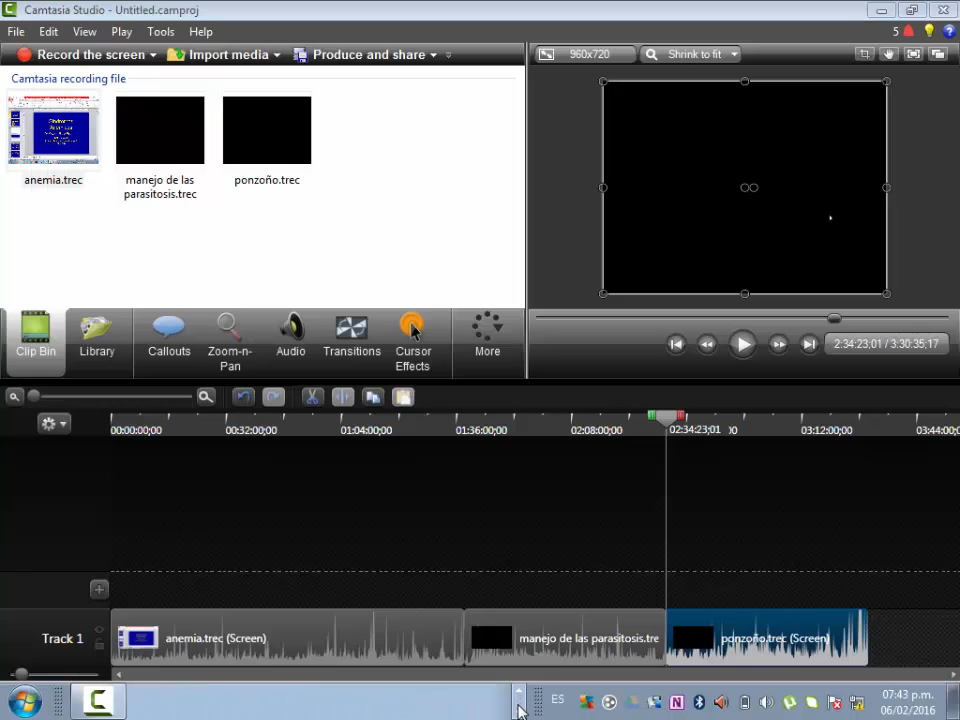 Camtasia Studio - Untitled.camproj
File Edit View Play Tools Help 5
Record the screen Import media Produce and share 960x720 Shrink to fit
Camtasia recording file
anemia.trec manejo de las parasitosis.trec ponzoño.trec
Clip Bin Library Callouts Zoom-n-Pan Audio Transitions Cursor Effects More
2:34:23;01 / 3:30:35;17
00:00:00;00 00:32:00;00 01:04:00;00 01:36:00;00 02:08:00;00 02:34:23;01 03:12:00;00 03:44:00;00
Track 1 anemia.trec (Screen) manejo de las parasitosis.tre ponzoño.trec (Screen)
ES
07:43 p.m.
06/02/2016